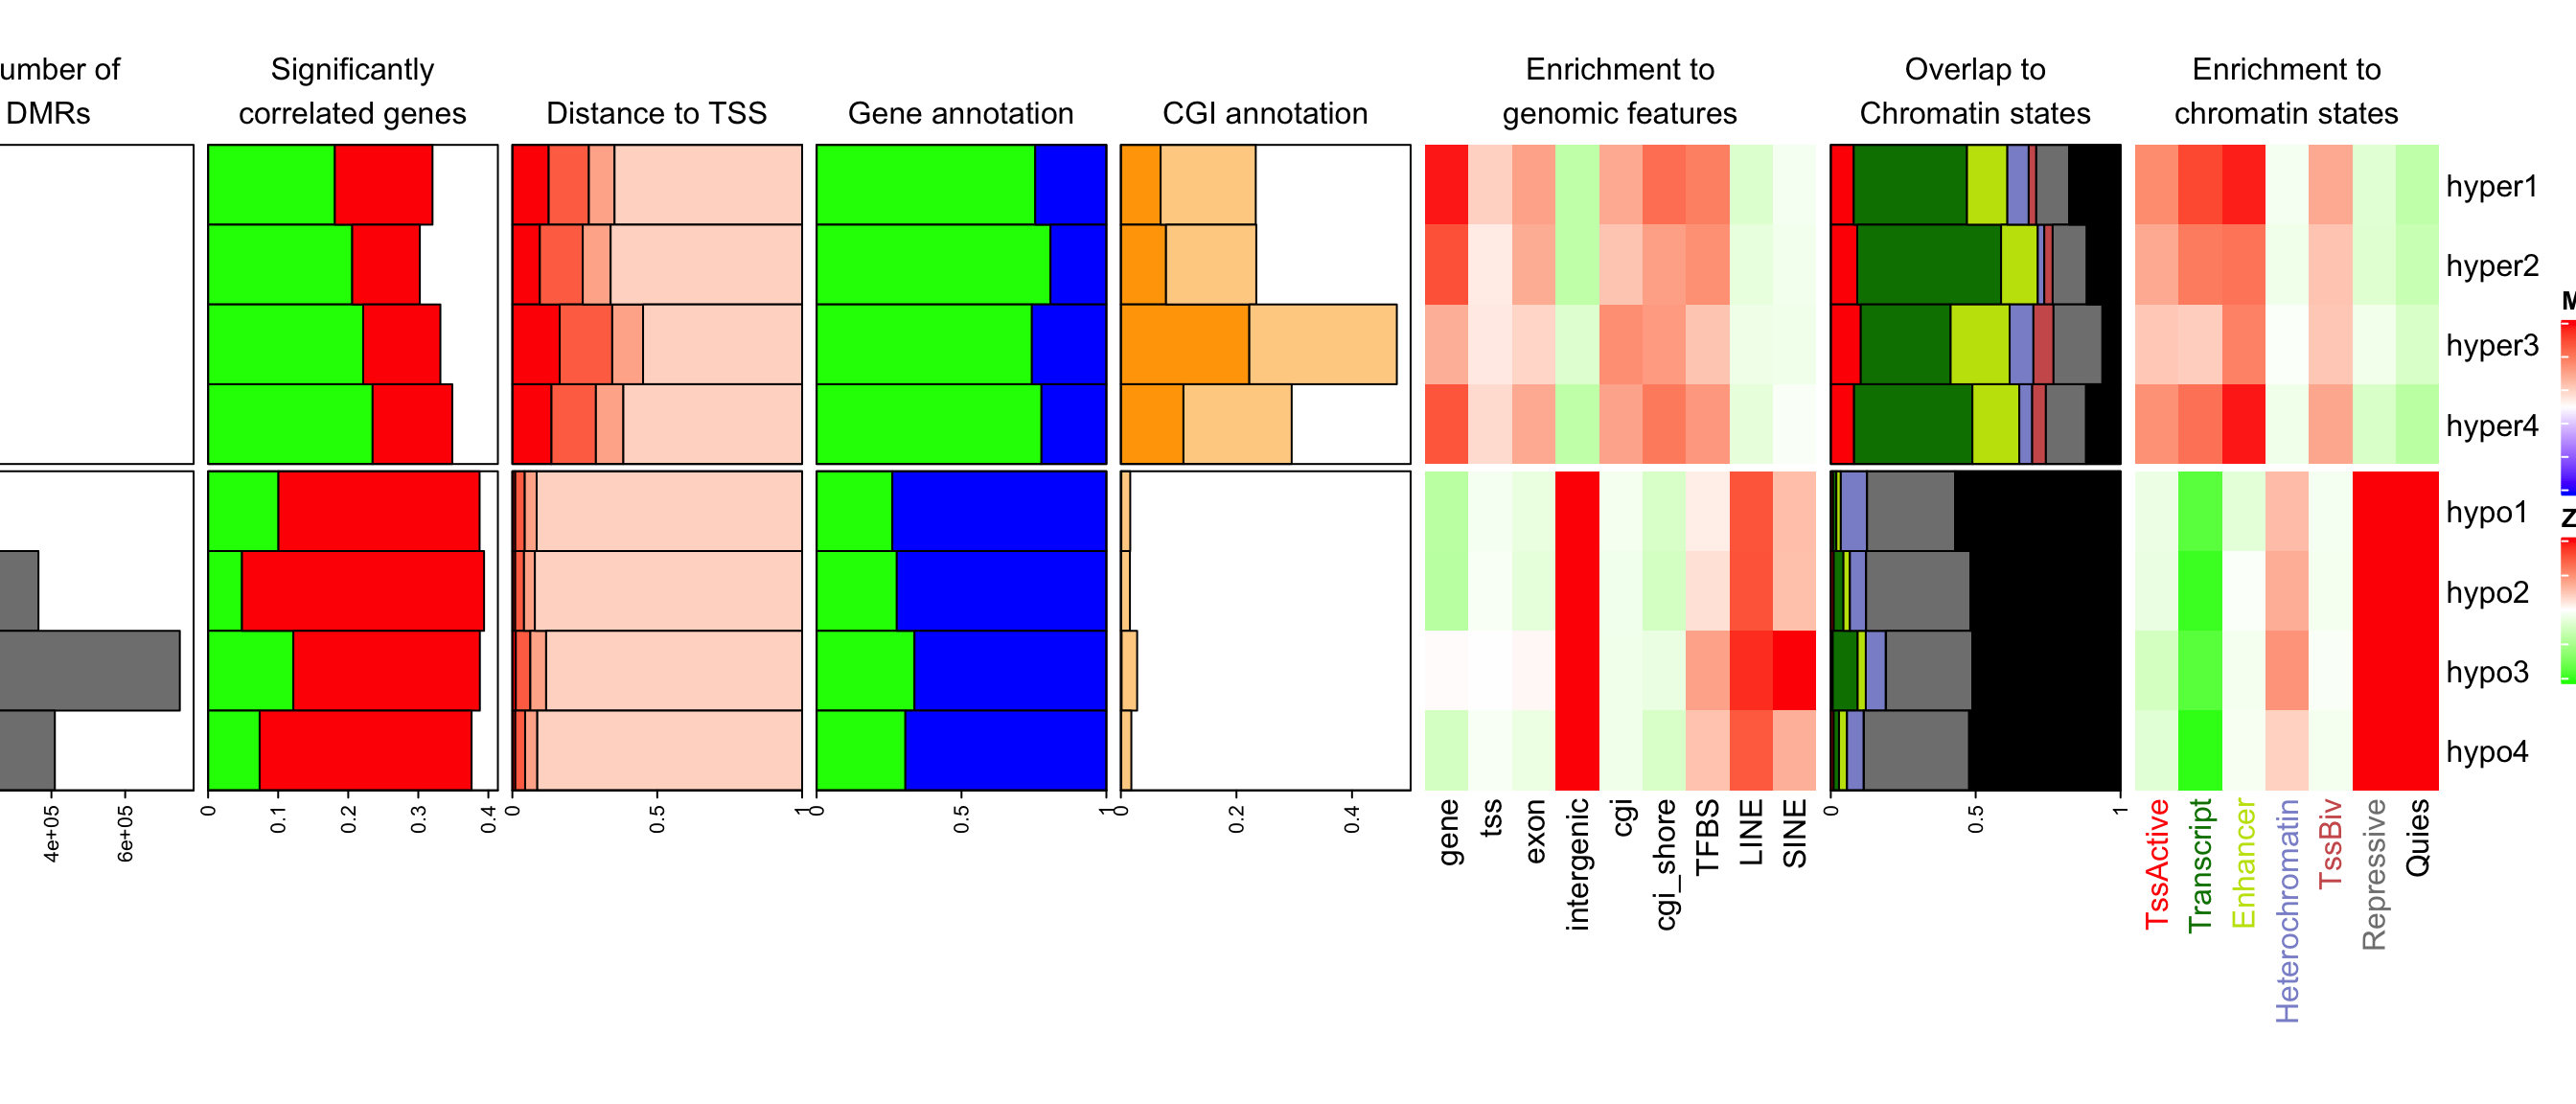 umber of
DMRs
Significantly
correlated genes
Distance to TSS
Gene annotation
CGI annotation
Enrichment to
genomic features
Overlap to
Chromatin states
Enrichment to
chromatin states
hyper1
hyper2
hyper3
hyper4
hypo1
hypo2
hypo3
hypo4
M
Z
4e+05
6e+05
0
0.1
0.2
0.3
0.4
0
0.5
1
0
0.5
1
0
0.2
0.4
gene
tss
exon
intergenic
cgi
cgi_shore
TFBS
LINE
SINE
0
0.5
1
TssActive
Transcript
Enhancer
Heterochromatin
TssBiv
Repressive
Quies